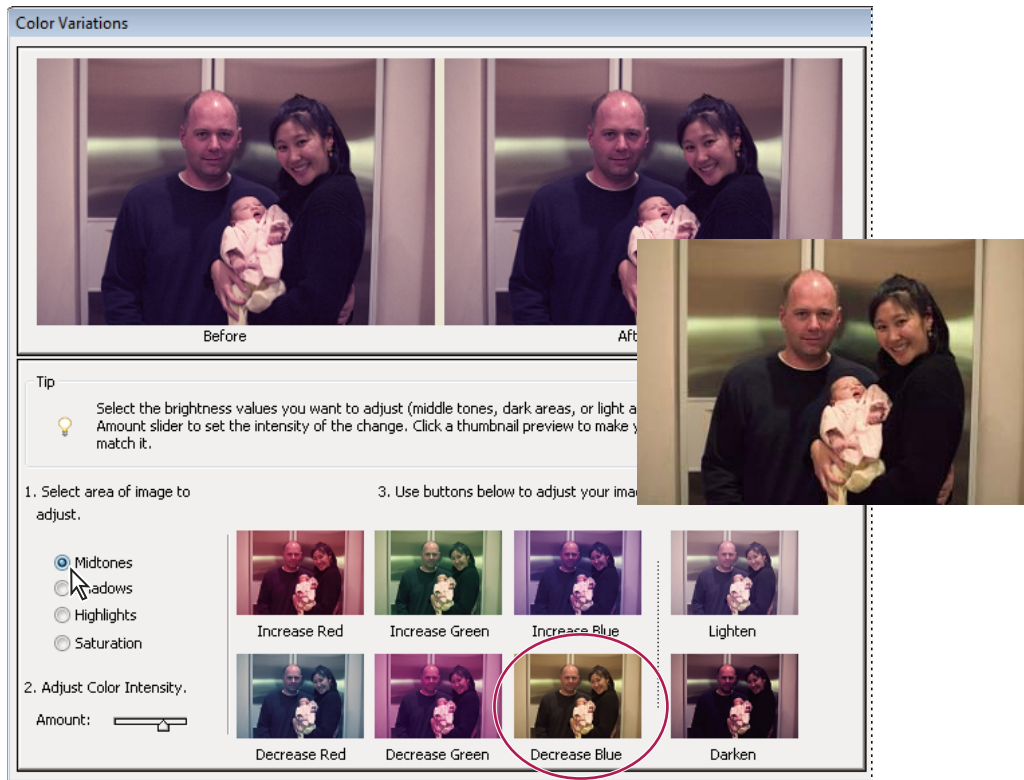 Color Variations
Before
Aft
Tip
Select the brightness values you want to adjust (middle tones, dark areas, or light a
Amount slider to set the intensity of the change. Click a thumbnail preview to make y
match it.
1. Select area of image to
adjust.
3. Use buttons below to adjust your imag
Midtones
adows
Highlights
Saturation
2. Adjust Color Intensity.
Amount:
Increase Red
Increase Green
Increase Blue
Lighten
Decrease Red
Decrease Green
Decrease Blue
Darken